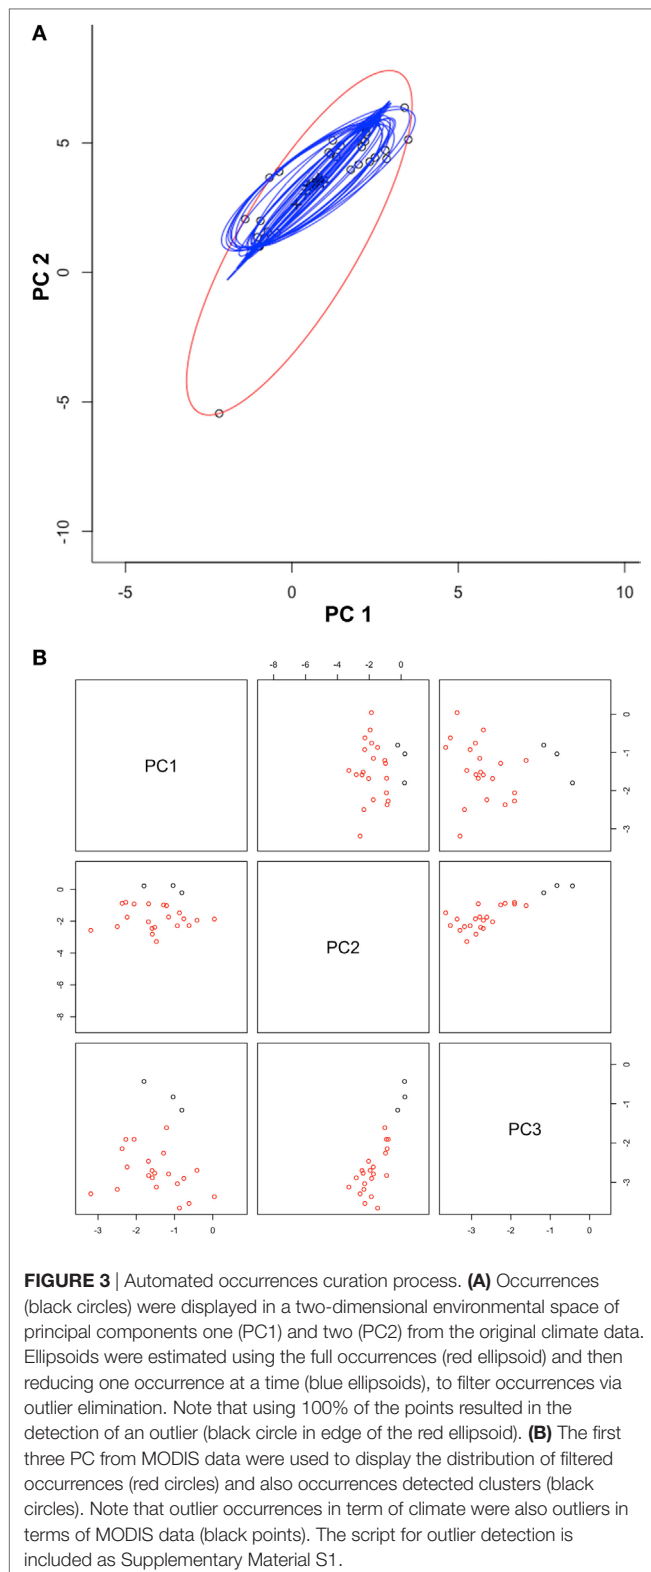 A
PC 2
5
0
-5
-10
-5
0
5
10
PC 1
B
-8 -6 -4 -2 0
PC1
0
-1
-2
-3
0
-2
-4
-6
-8
PC2
PC3
0
-1
-2
-3
-3 -2 -1 0
-3 -2 -1 0
FIGURE 3 | Automated occurrences curation process. (A) Occurrences
(black circles) were displayed in a two-dimensional environmental space of
principal components one (PC1) and two (PC2) from the original climate data.
Ellipsoids were estimated using the full occurrences (red ellipsoid) and then
reducing one occurrence at a time (blue ellipsoids), to filter occurrences via
outlier elimination. Note that using 100% of the points resulted in the
detection of an outlier (black circle in edge of the red ellipsoid). (B) The first
three PC from MODIS data were used to display the distribution of filtered
occurrences (red circles) and also occurrences detected clusters (black
circles). Note that outlier occurrences in term of climate were also outliers in
terms of MODIS data (black points). The script for outlier detection is
included as Supplementary Material S1.